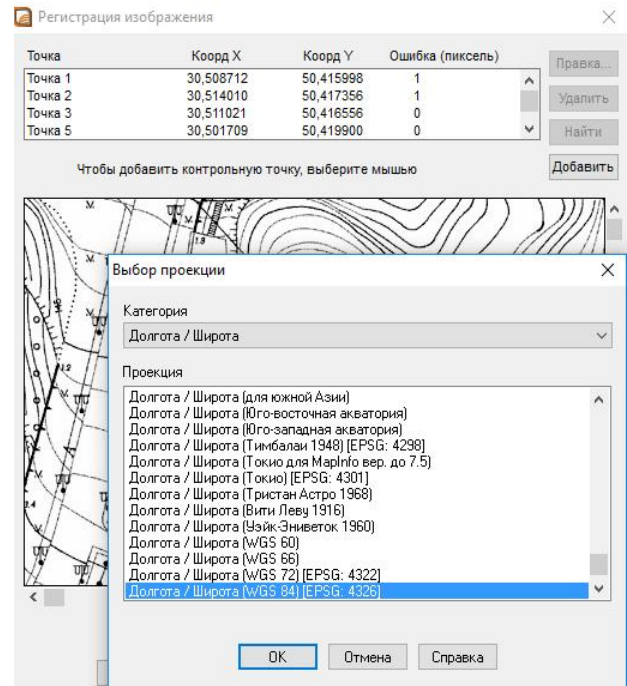 Регистрация изображения
Точка Коорд X Коорд Y Ошибка (пиксель)
Точка 1 30,508712 50,415998 1
Точка 2 30,514010 50,417356 1
Точка 3 30,511021 50,416556 0
Точка 5 30,501709 50,419900 0
Правка...
Удалить
Найти
Чтобы добавить контрольную точку, выберите мышью
Добавить
1.3
1.2
1.4
Выбор проекции
Категория
Долгота / Широта
Проекция
Долгота / Широта (для южной Азии)
Долгота / Широта (Юго-восточная акватория)
Долгота / Широта (Юго-западная акватория)
Долгота / Широта (Тимбалаи 1948) [EPSG: 4298]
Долгота / Широта (Токио для MapInfo вер. до 7.5)
Долгота / Широта (Токио) [EPSG: 4301]
Долгота / Широта (Тристан Астро 1968)
Долгота / Широта (Вити Леву 1916)
Долгота / Широта (Уэйк-Эниветок 1960)
Долгота / Широта (WGS 60)
Долгота / Широта (WGS 66)
Долгота / Широта (WGS 72) [EPSG: 4322]
Долгота / Широта (WGS 84) [EPSG: 4326]
OK Отмена Справка